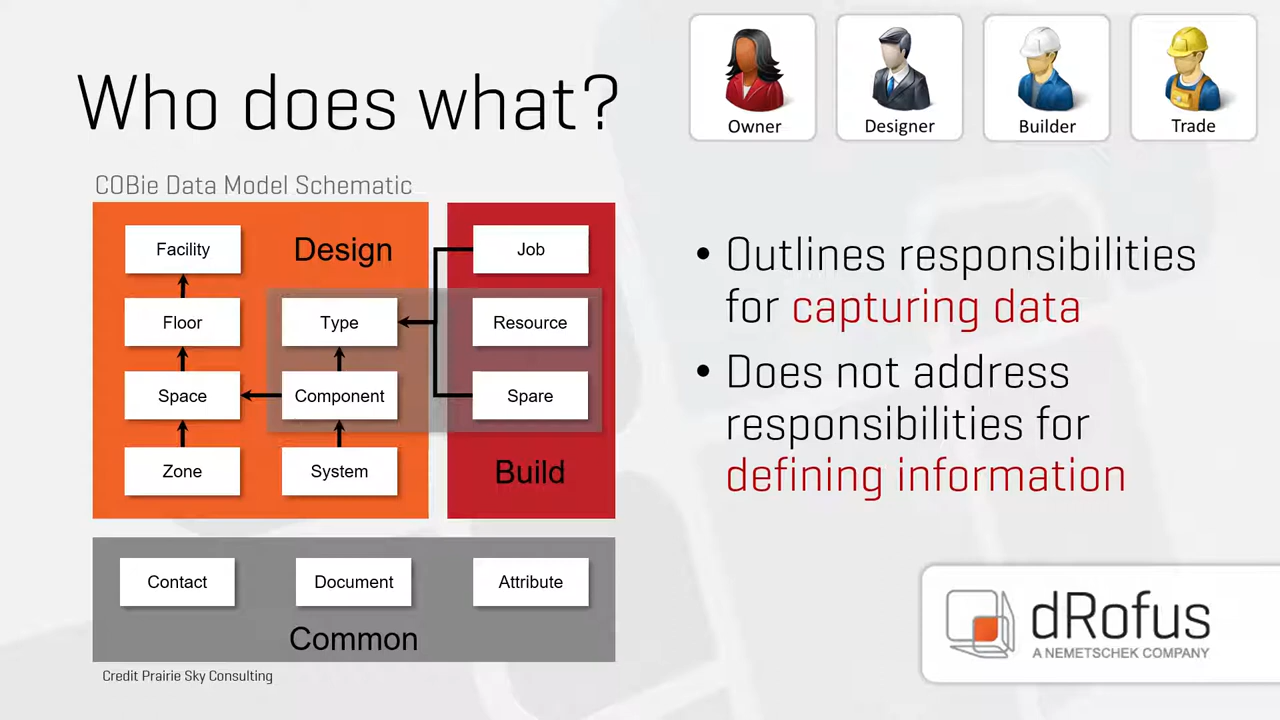 Who does what?
Owner
Designer
Builder
Trade
COBie Data Model Schematic
Facility
Design
Job
Floor
Type
Resource
Space
Component
Spare
Zone
System
Build
Contact
Document
Attribute
Common
Credit Prairie Sky Consulting
• Outlines responsibilities
for capturing data
• Does not address
responsibilities for
defining information
dRofus
A NEMETSCHEK COMPANY